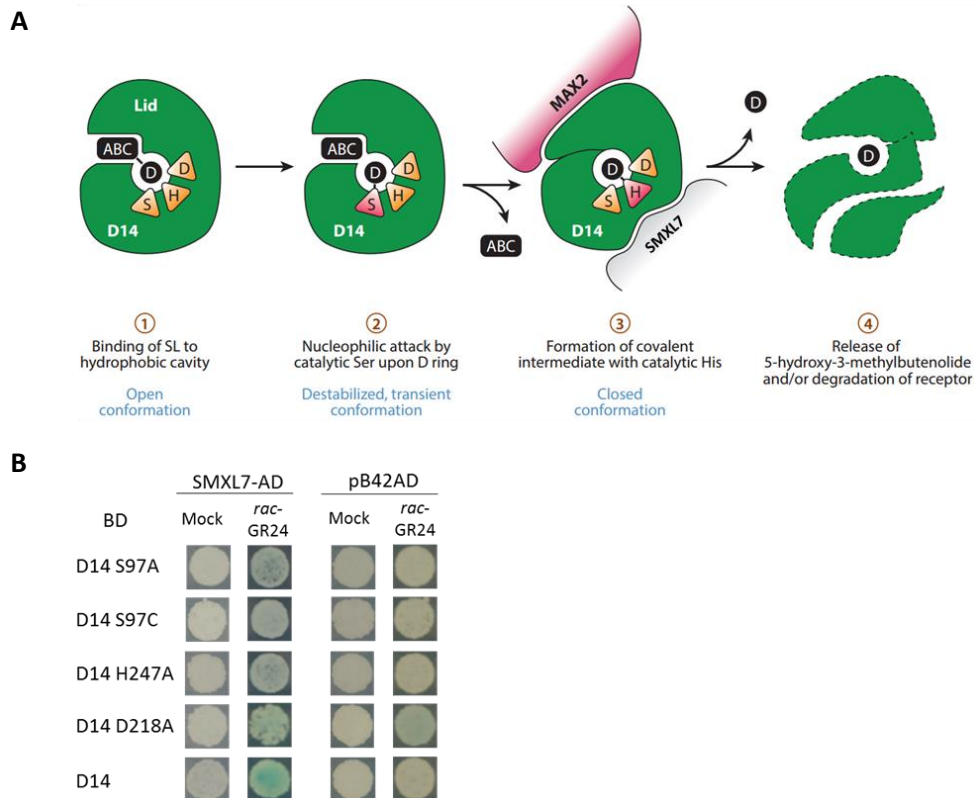 A
Lid
ABC
D
D
S
H
D14
ABC
D
D
S
H
D14
ABC
MAX2
D
D
S
H
D14
SMXL7
D
D
1
Binding of SL to
hydrophobic cavity
Open
conformation
2
Nucleophilic attack by
catalytic Ser upon D ring
Destabilized, transient
conformation
3
Formation of covalent
intermediate with catalytic His
Closed
conformation
4
Release of
5-hydroxy-3-methylbutenolide
and/or degradation of receptor
B
SMXL7-AD pB42AD
BD Mock rac-GR24 Mock rac-GR24
D14 S97A
D14 S97C
D14 H247A
D14 D218A
D14